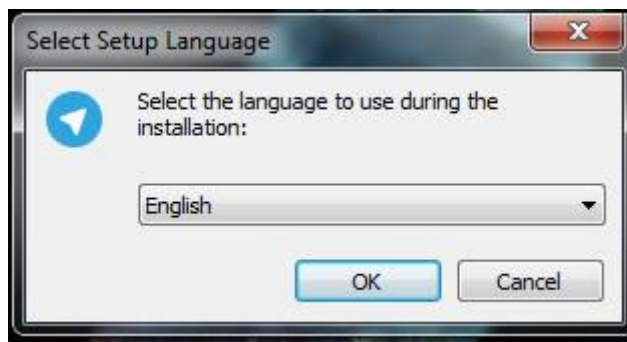 Select Setup Language
Select the language to use during the
installation:
English
OK
Cancel